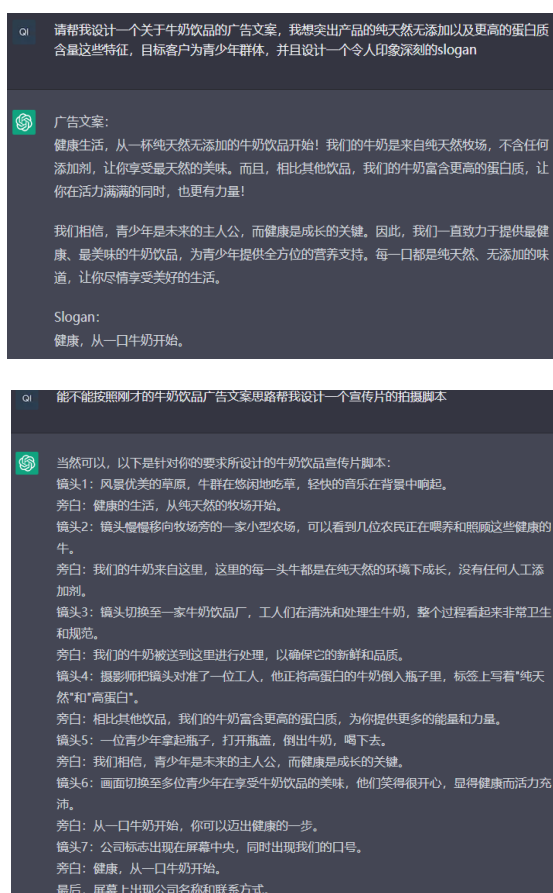 QI
请帮我设计一个关于牛奶饮品的广告文案，我想突出产品的纯天然无添加以及更高的蛋白质
含量这些特征，目标客户为青少年群体，并且设计一个令人印象深刻的slogan
广告文案：
健康生活，从一杯纯天然无添加的牛奶饮品开始！我们的牛奶是来自纯天然牧场，不含任何
添加剂，让你享受最天然的美味。而且，相比其他饮品，我们的牛奶富含更高的蛋白质，让
你在活力满满的同时，也更有力量！
我们相信，青少年是未来的主人公，而健康是成长的关键。因此，我们一直致力于提供最健
康、最美味的牛奶饮品，为青少年提供全方位的营养支持。每一口都是纯天然、无添加的味
道，让你尽情享受美好的生活。
Slogan：
健康，从一口牛奶开始。
QI
能不能按照刚才的牛奶饮品广告文案思路帮我设计一个宣传片的拍摄脚本
当然可以，以下是针对你的要求所设计的牛奶饮品宣传片脚本：
镜头1：风景优美的草原，牛群在悠闲地吃草，轻快的音乐在背景中响起。
旁白：健康的生活，从纯天然的牧场开始。
镜头2：镜头慢慢移向牧场旁的一家小型农场，可以看到几位农民正在喂养和照顾这些健康的
牛。
旁白：我们的牛奶来自这里，这里的每一头牛都是在纯天然的环境下成长，没有任何人工添
加剂。
镜头3：镜头切换至一家牛奶饮品厂，工人们在清洗和处理生牛奶，整个过程看起来非常卫生
和规范。
旁白：我们的牛奶被送到这里进行处理，以确保它的新鲜和品质。
镜头4：摄影师把镜头对准了一位工人，他正将高蛋白的牛奶倒入瓶子里，标签上写着"纯天
然"和"高蛋白"。
旁白：相比其他饮品，我们的牛奶富含更高的蛋白质，为你提供更多的能量和力量。
镜头5：一位青少年拿起瓶子，打开瓶盖，倒出牛奶，喝下去。
旁白：我们相信，青少年是未来的主人公，而健康是成长的关键。
镜头6：画面切换至多位青少年在享受牛奶饮品的美味，他们笑得很开心，显得健康而活力充
沛。
旁白：从一口牛奶开始，你可以迈出健康的一步。
镜头7：公司标志出现在屏幕中央，同时出现我们的口号。
旁白：健康，从一口牛奶开始。
最后，屏幕上出现公司名称和联系方式。